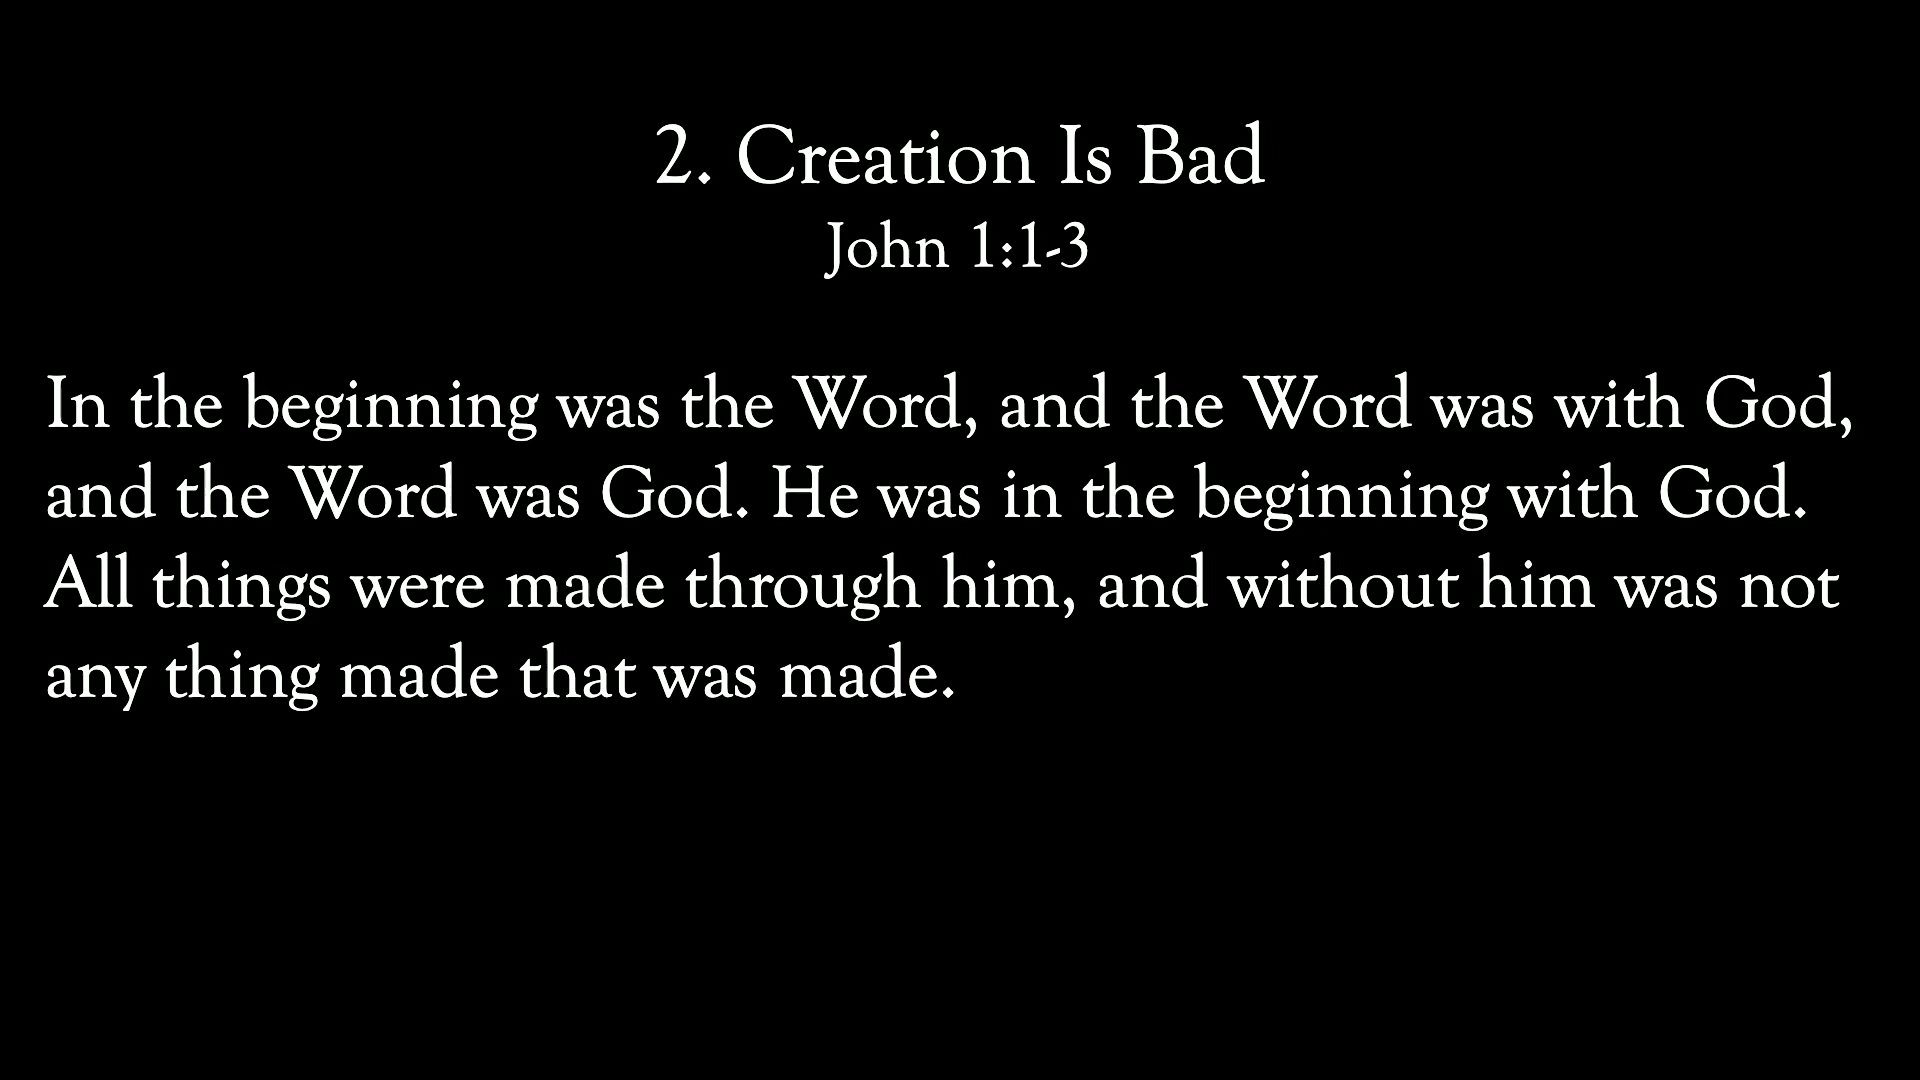 2. Creation Is Bad
John 1:1-3
In the beginning was the Word, and the Word was with God,
and the Word was God. He was in the beginning with God.
All things were made through him, and without him was not
any thing made that was made.